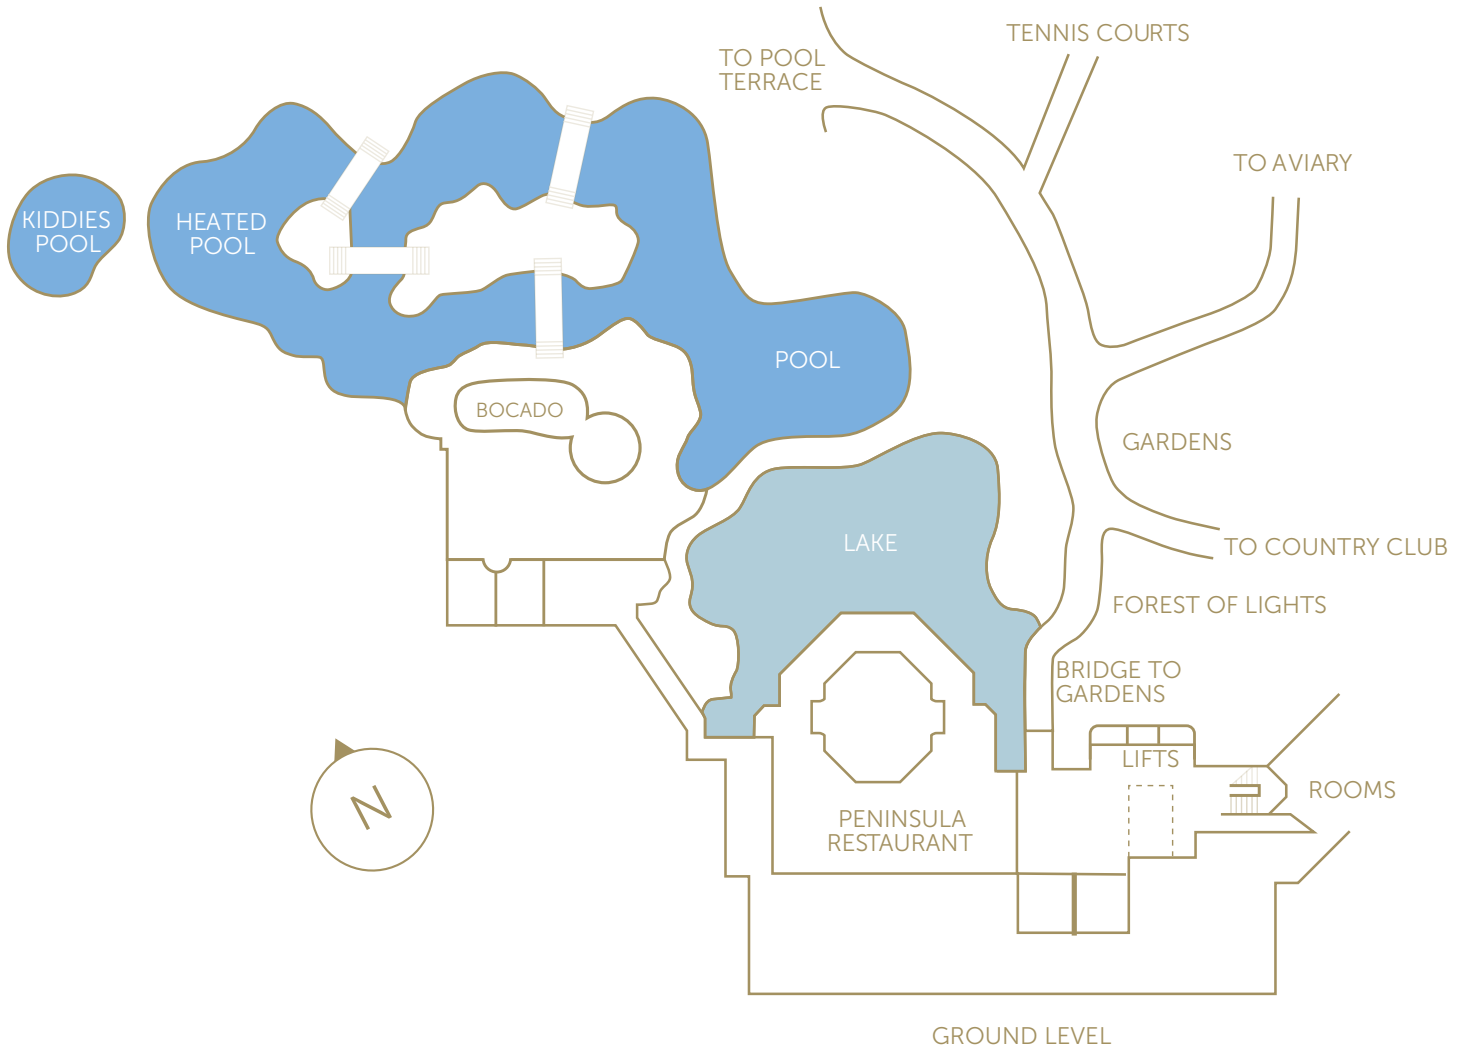 TENNIS COURTS
TO POOL
TERRACE
TO AVIARY
KIDDIES
POOL
HEATED
POOL
POOL
BOCADO
GARDENS
LAKE
TO COUNTRY CLUB
FOREST OF LIGHTS
BRIDGE TO
GARDENS
LIFTS
ROOMS
N
PENINSULA
RESTAURANT
GROUND LEVEL